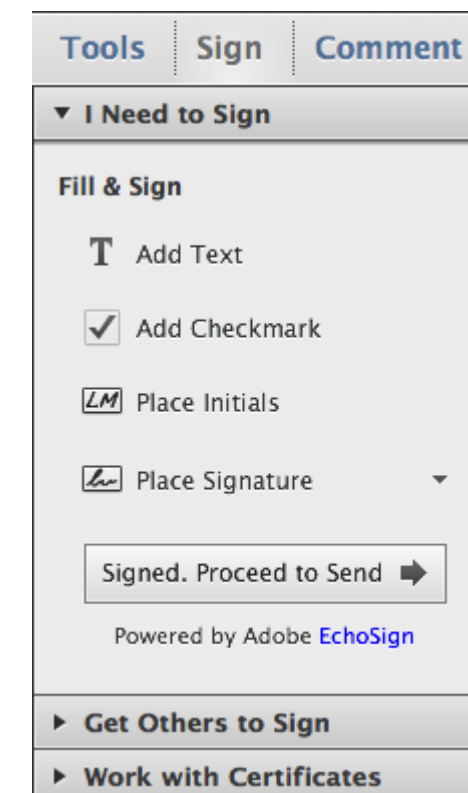 Tools Sign Comment
I Need to Sign
Fill & Sign
T Add Text
Add Checkmark
LM Place Initials
Place Signature
Signed. Proceed to Send
Powered by Adobe EchoSign
Get Others to Sign
Work with Certificates